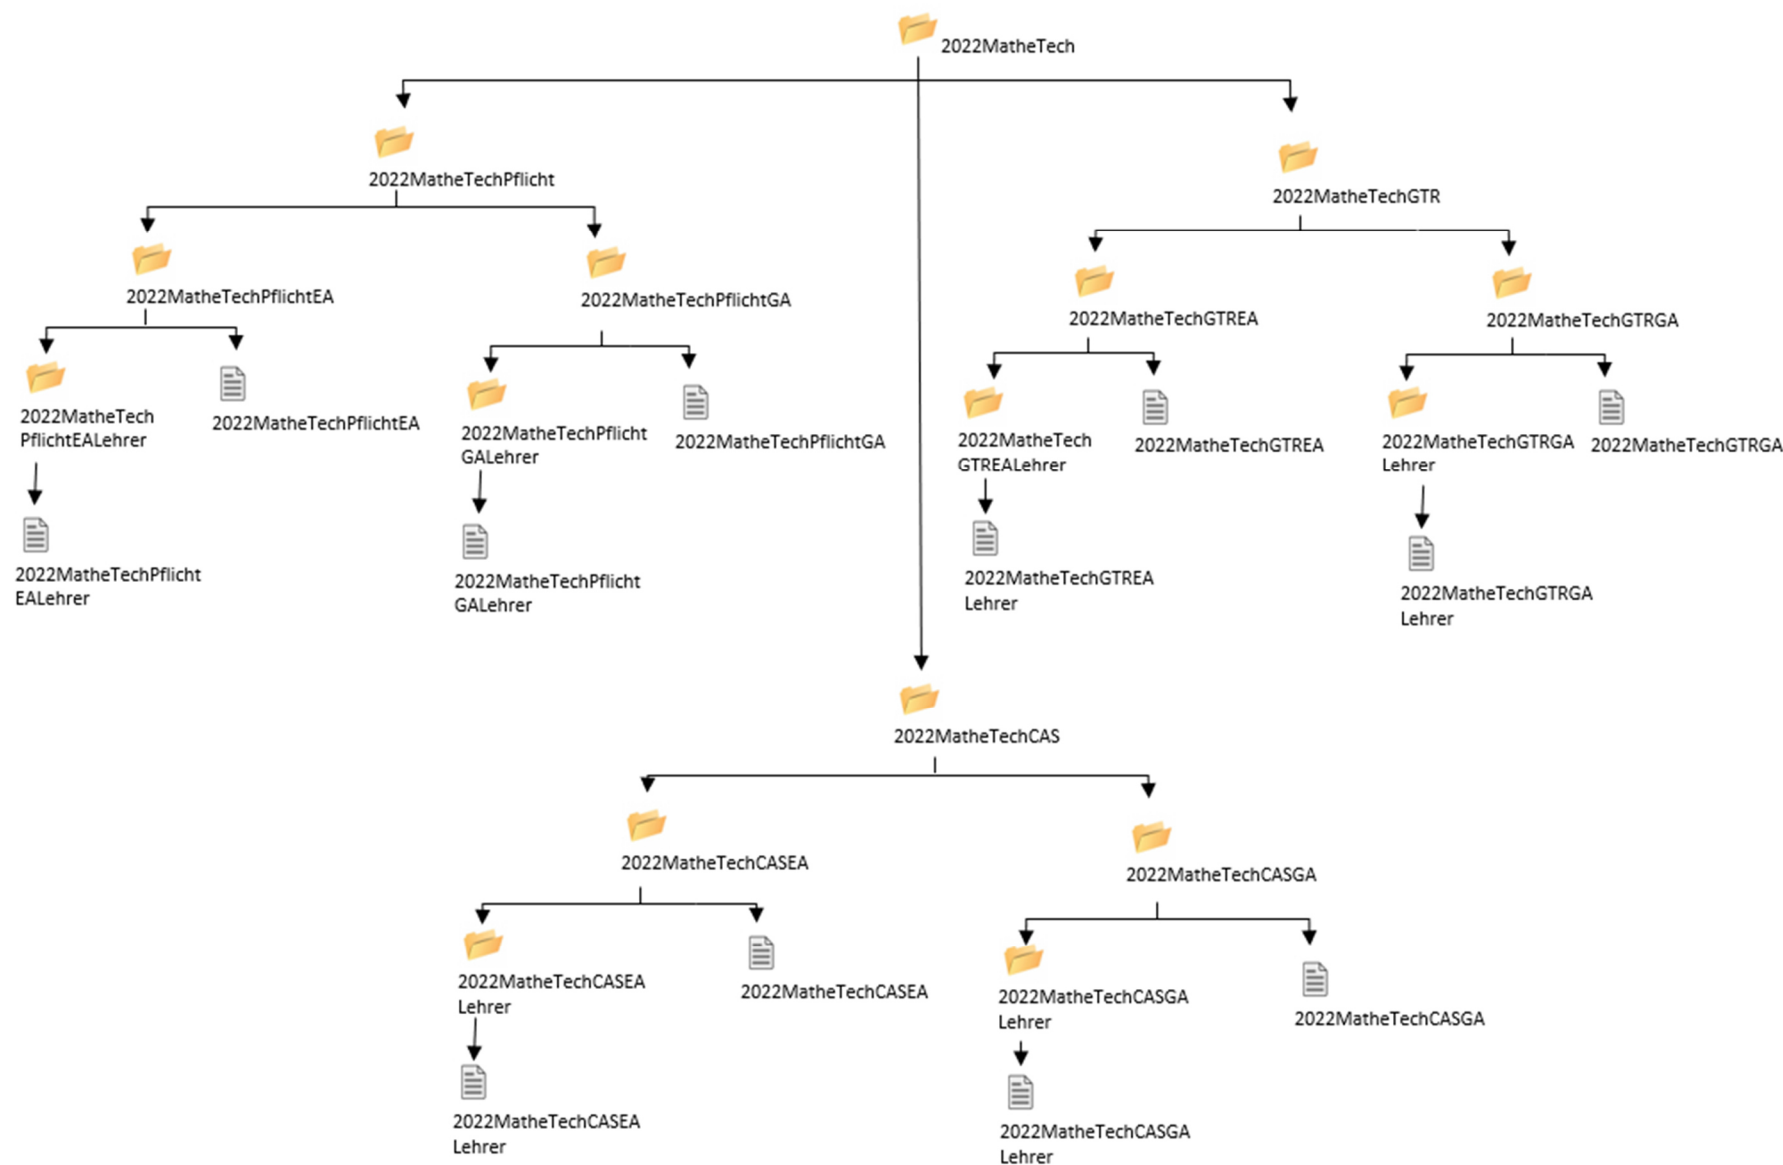 2022MatheTech
2022MatheTechPflicht
2022MatheTechGTR
2022MatheTechPflichtEA
2022MatheTechPflichtGA
2022MatheTechGTREA
2022MatheTechGTRGA
2022MatheTech
PflichtEALehrer
2022MatheTechPflichtEA
2022MatheTechPflicht
GALehrer
2022MatheTechPflichtGA
2022MatheTech
GTREALehrer
2022MatheTechGTREA
2022MatheTechGTRGA
Lehrer
2022MatheTechGTRGA
2022MatheTechPflicht
EALehrer
2022MatheTechPflicht
GALehrer
2022MatheTechGTREA
Lehrer
2022MatheTechGTRGA
Lehrer
2022MatheTechCAS
2022MatheTechCASEA
2022MatheTechCASGA
2022MatheTechCASEA
Lehrer
2022MatheTechCASEA
2022MatheTechCASGA
Lehrer
2022MatheTechCASGA
2022MatheTechCASEA
Lehrer
2022MatheTechCASGA
Lehrer